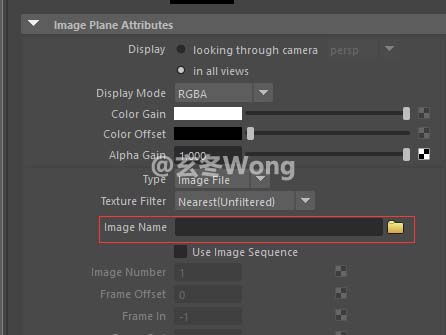 Image Plane Attributes
Display looking through camera persp
in all views
Display Mode RGBA
Color Gain
Color Offset
Alpha Gain 1.000
@玄冬Wong
Type Image File
Texture Filter Nearest(Unfiltered)
Image Name
Use Image Sequence
Image Number 1
Frame Offset 0
Frame In -1